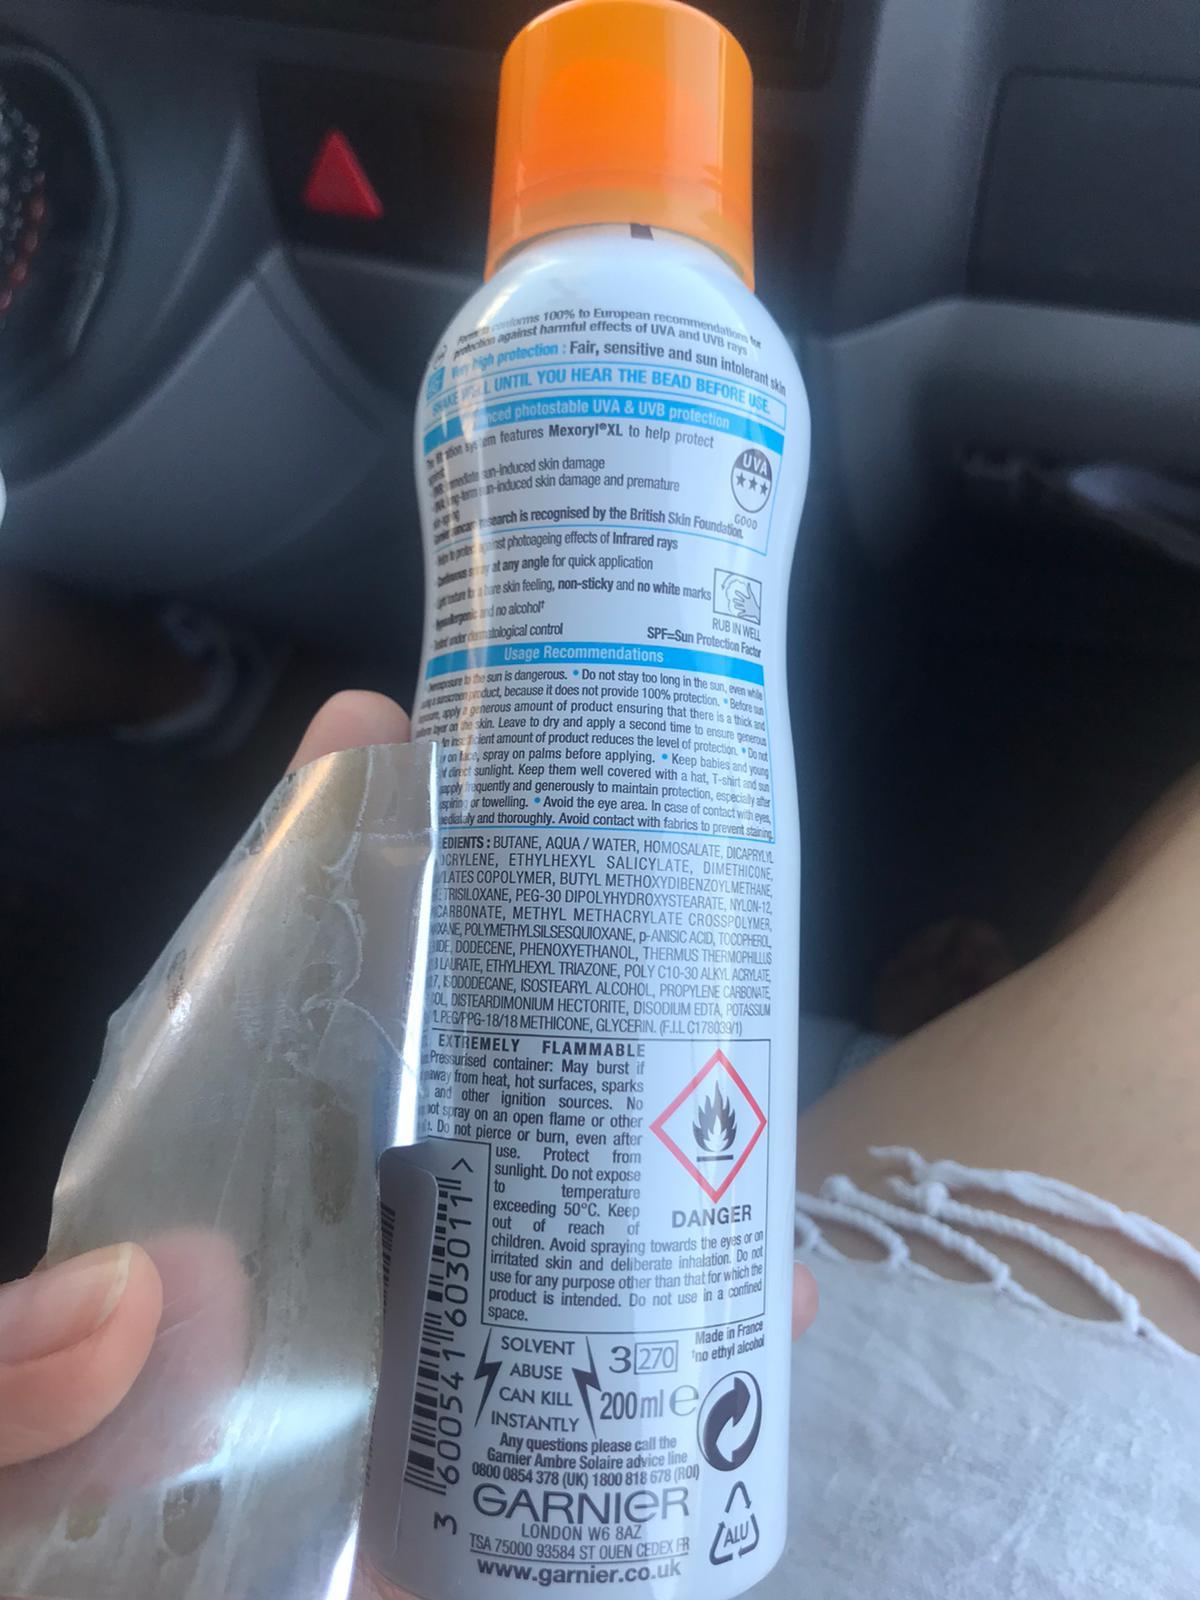 conforms 100% to European recommendations for
protection against harmful effects of UVA and UVB rays
Very high protection : Fair, sensitive and sun intolerant skin
SHAKE WELL UNTIL YOU HEAR THE BEAD BEFORE USE.
photostable UVA & UVB protection
system features Mexoryl®XL to help protect
UVA
sun-induced skin damage
sun-induced skin damage and premature
GOOD
research is recognised by the British Skin Foundation.
against photoageing effects of Infrared rays
spray at any angle for quick application
bare skin feeling, non-sticky and no white marks
and no alcohol†
RUB IN WELL
under dermatological control
SPF=Sun Protection Factor
Usage Recommendations
the sun is dangerous. • Do not stay too long in the sun, even while
sunscreen product, because it does not provide 100% protection. • Before sun
apply a generous amount of product ensuring that there is a thick and
layer on the skin. Leave to dry and apply a second time to ensure generous
An insufficient amount of product reduces the level of protection. • Do not
on face, spray on palms before applying. • Keep babies and young
direct sunlight. Keep them well covered with a hat, T-shirt and sun
apply frequently and generously to maintain protection, especially after
or towelling. • Avoid the eye area. In case of contact with eyes,
and thoroughly. Avoid contact with fabrics to prevent staining.
EDIENTS : BUTANE, AQUA / WATER, HOMOSALATE, DICAPRYLYL
OCRYLENE, ETHYLHEXYL SALICYLATE, DIMETHICONE,
LATES COPOLYMER, BUTYL METHOXYDIBENZOYLMETHANE,
TRISILOXANE, PEG-30 DIPOLYHYDROXYSTEARATE, NYLON-12,
CARBONATE, METHYL METHACRYLATE CROSSPOLYMER,
XANE, POLYMETHYLSILSESQUIOXANE, p-ANISIC ACID, TOCOPHEROL,
IDE, DODECENE, PHENOXYETHANOL, THERMUS THERMOPHILLUS
LAURATE, ETHYLHEXYL TRIAZONE, POLY C10-30 ALKYL ACRYLATE,
7, ISODODECANE, ISOSTEARYL ALCOHOL, PROPYLENE CARBONATE,
OL, DISTEARDIMONIUM HECTORITE, DISODIUM EDTA, POTASSIUM
PEG/PPG-18/18 METHICONE, GLYCERIN. (F.I.L C178039/1)
EXTREMELY FLAMMABLE
Pressurised container: May burst if
away from heat, hot surfaces, sparks
and other ignition sources. No
not spray on an open flame or other
Do not pierce or burn, even after
use. Protect from
sunlight. Do not expose
to temperature
exceeding 50°C. Keep
out of reach of
DANGER
children. Avoid spraying towards the eyes or on
irritated skin and deliberate inhalation. Do not
use for any purpose other than that for which the
product is intended. Do not use in a confined
space.
3 600541 603011 >
SOLVENT
ABUSE
CAN KILL
INSTANTLY
3 270
200ml e
Made in France
†no ethyl alcohol
Any questions please call the
Garnier Ambre Solaire advice line
0800 0854 378 (UK) 1800 818 678 (ROI)
GARNIER
LONDON W6 8AZ
TSA 75000 93584 ST OUEN CEDEX FR
www.garnier.co.uk
ALU